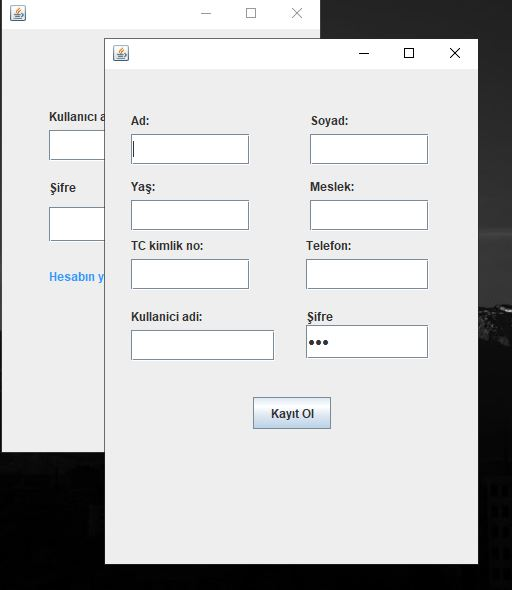 Kullanıcı
Şifre
Hesabın
Ad:
Soyad:
Yaş:
Meslek:
TC kimlik no:
Telefon:
Kullanici adi:
Şifre
Kayıt Ol